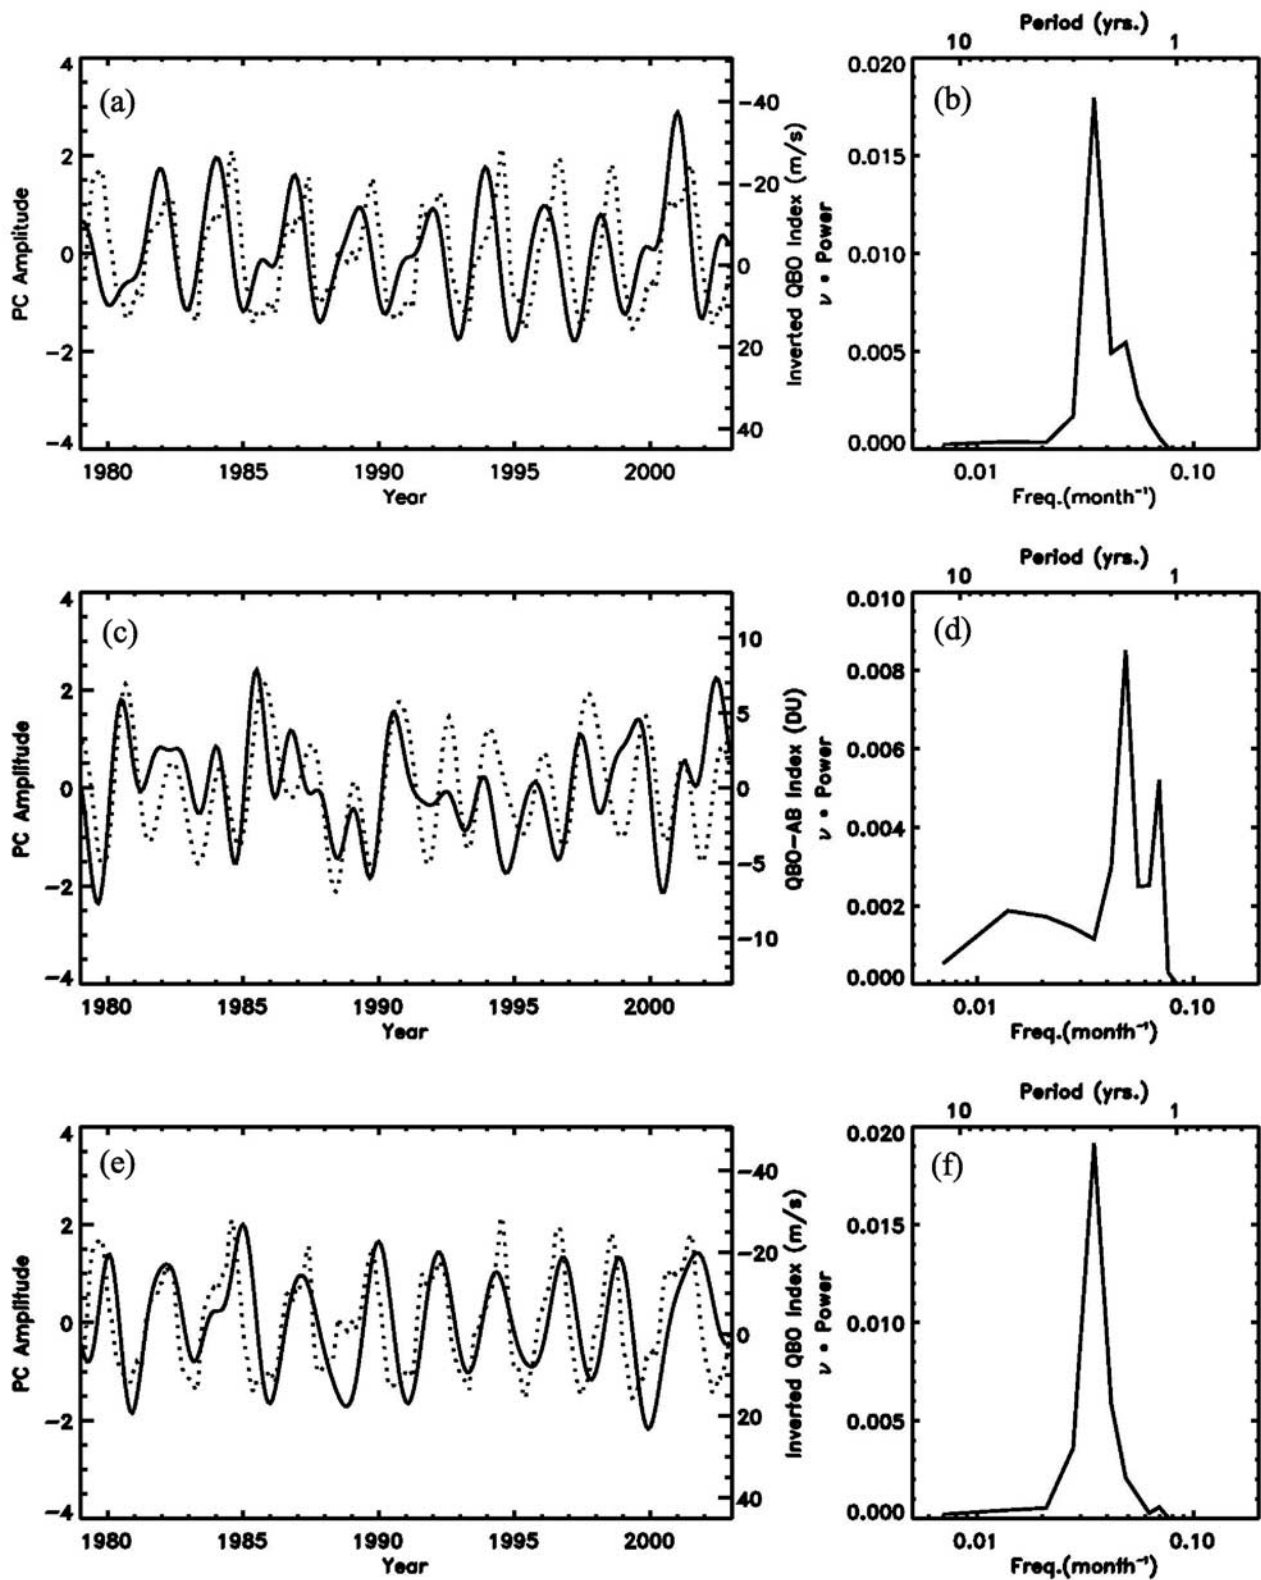 (a)
4
2
0
-2
-4
PC Amplitude
-40
-20
0
20
40
Inverted QBO Index (m/s)
1980 1985 1990 1995 2000
Year
Period (yrs.)
10 1
(b)
0.020
0.015
0.010
0.005
0.000
ν • Power
0.01 0.10
Freq.(month⁻¹)
(c)
4
2
0
-2
-4
PC Amplitude
10
5
0
-5
-10
QBO-AB Index (DU)
1980 1985 1990 1995 2000
Year
Period (yrs.)
10 1
(d)
0.010
0.008
0.006
0.004
0.002
0.000
ν • Power
0.01 0.10
Freq.(month⁻¹)
(e)
4
2
0
-2
-4
PC Amplitude
-40
-20
0
20
40
Inverted QBO Index (m/s)
1980 1985 1990 1995 2000
Year
Period (yrs.)
10 1
(f)
0.020
0.015
0.010
0.005
0.000
ν • Power
0.01 0.10
Freq.(month⁻¹)